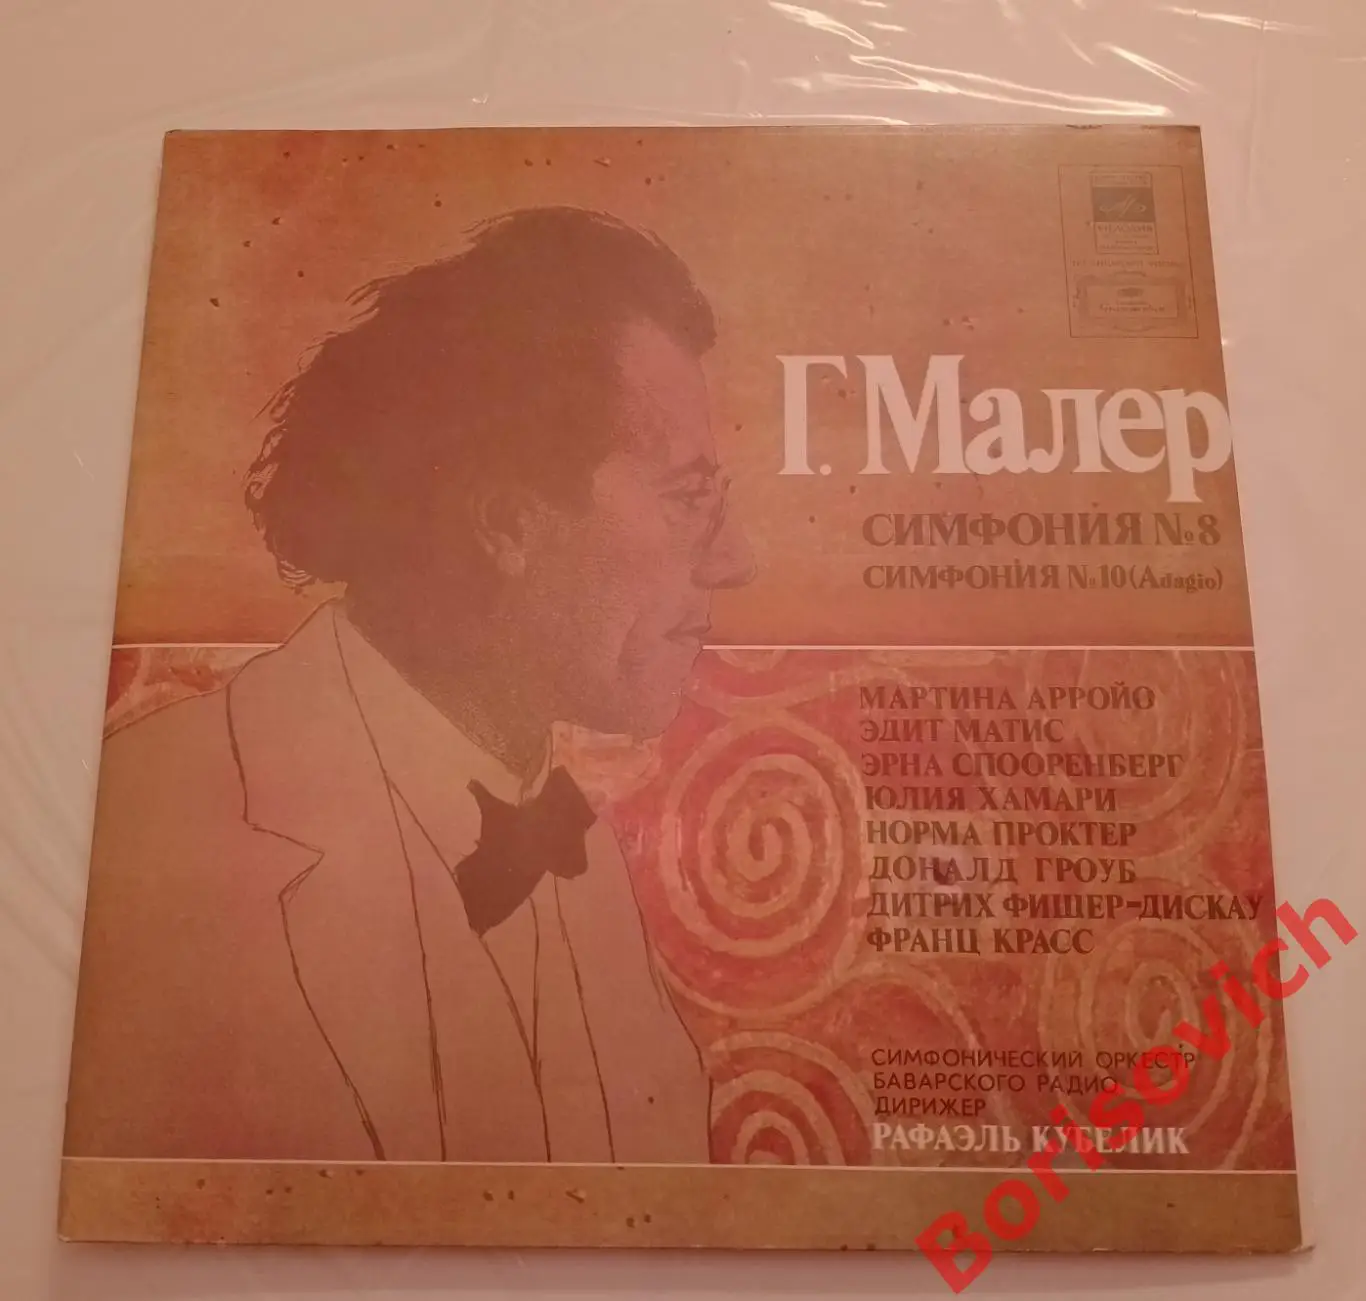 МЕЛОДИЯ
Г. Малер
СИМФОНИЯ №8
СИМФОНИЯ №10 (Adagio)
МАРТИНА АРРОЙО
ЭДИТ МАТИС
ЭРНА СПООРЕНБЕРГ
ЮЛИЯ ХАМАРИ
НОРМА ПРОКТЕР
ДОНАЛД ГРОУБ
ДИТРИХ ФИШЕР-ДИСКАУ
ФРАНЦ КРАСС
СИМФОНИЧЕСКИЙ ОРКЕСТР
БАВАРСКОГО РАДИО
ДИРИЖЕР
РАФАЭЛЬ КУБЕЛИК
Borisovich